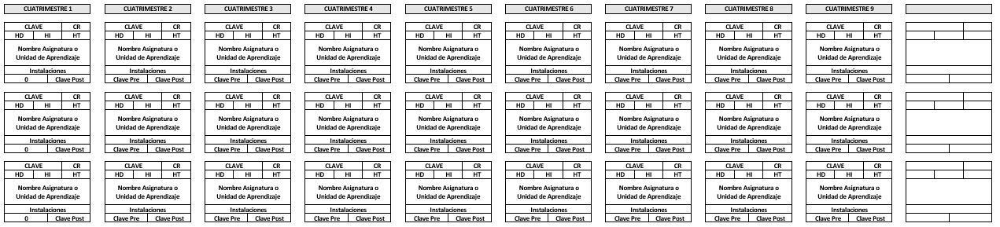 CUATRIMESTRE 1 CUATRIMESTRE 2 CUATRIMESTRE 3 CUATRIMESTRE 4 CUATRIMESTRE 5 CUATRIMESTRE 6 CUATRIMESTRE 7 CUATRIMESTRE 8 CUATRIMESTRE 9
CLAVE CR CLAVE CR CLAVE CR CLAVE CR CLAVE CR CLAVE CR CLAVE CR CLAVE CR CLAVE CR
HD HI HT HD HI HT HD HI HT HD HI HT HD HI HT HD HI HT HD HI HT HD HI HT HD HI HT
Nombre Asignatura o Nombre Asignatura o Nombre Asignatura o Nombre Asignatura o Nombre Asignatura o Nombre Asignatura o Nombre Asignatura o Nombre Asignatura o Nombre Asignatura o
Unidad de Aprendizaje Unidad de Aprendizaje Unidad de Aprendizaje Unidad de Aprendizaje Unidad de Aprendizaje Unidad de Aprendizaje Unidad de Aprendizaje Unidad de Aprendizaje Unidad de Aprendizaje
Instalaciones Instalaciones Instalaciones Instalaciones Instalaciones Instalaciones Instalaciones Instalaciones Instalaciones
0 Clave Post Clave Pre Clave Post Clave Pre Clave Post Clave Pre Clave Post Clave Pre Clave Post Clave Pre Clave Post Clave Pre Clave Post Clave Pre Clave Post Clave Pre Clave Post
CLAVE CR CLAVE CR CLAVE CR CLAVE CR CLAVE CR CLAVE CR CLAVE CR CLAVE CR CLAVE CR
HD HI HT HD HI HT HD HI HT HD HI HT HD HI HT HD HI HT HD HI HT HD HI HT HD HI HT
Nombre Asignatura o Nombre Asignatura o Nombre Asignatura o Nombre Asignatura o Nombre Asignatura o Nombre Asignatura o Nombre Asignatura o Nombre Asignatura o Nombre Asignatura o
Unidad de Aprendizaje Unidad de Aprendizaje Unidad de Aprendizaje Unidad de Aprendizaje Unidad de Aprendizaje Unidad de Aprendizaje Unidad de Aprendizaje Unidad de Aprendizaje Unidad de Aprendizaje
Instalaciones Instalaciones Instalaciones Instalaciones Instalaciones Instalaciones Instalaciones Instalaciones Instalaciones
0 Clave Post Clave Pre Clave Post Clave Pre Clave Post Clave Pre Clave Post Clave Pre Clave Post Clave Pre Clave Post Clave Pre Clave Post Clave Pre Clave Post Clave Pre Clave Post
CLAVE CR CLAVE CR CLAVE CR CLAVE CR CLAVE CR CLAVE CR CLAVE CR CLAVE CR CLAVE CR
HD HI HT HD HI HT HD HI HT HD HI HT HD HI HT HD HI HT HD HI HT HD HI HT HD HI HT
Nombre Asignatura o Nombre Asignatura o Nombre Asignatura o Nombre Asignatura o Nombre Asignatura o Nombre Asignatura o Nombre Asignatura o Nombre Asignatura o Nombre Asignatura o
Unidad de Aprendizaje Unidad de Aprendizaje Unidad de Aprendizaje Unidad de Aprendizaje Unidad de Aprendizaje Unidad de Aprendizaje Unidad de Aprendizaje Unidad de Aprendizaje Unidad de Aprendizaje
Instalaciones Instalaciones Instalaciones Instalaciones Instalaciones Instalaciones Instalaciones Instalaciones Instalaciones
0 Clave Post Clave Pre Clave Post Clave Pre Clave Post Clave Pre Clave Post Clave Pre Clave Post Clave Pre Clave Post Clave Pre Clave Post Clave Pre Clave Post Clave Pre Clave Post